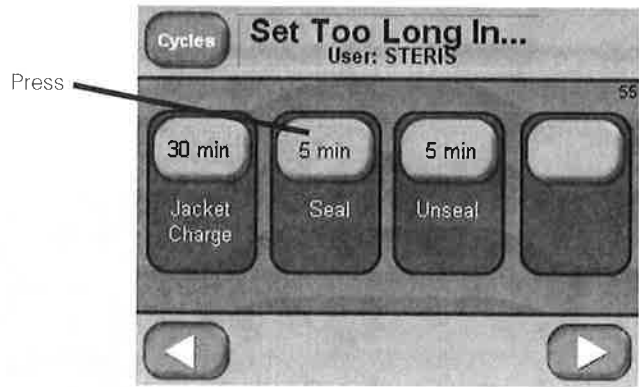 Cycles
Set Too Long In...
User: STERIS
Press
55
30 min
5 min
5 min
Jacket
Charge
Seal
Unseal